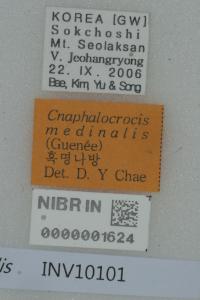 KOREA [GW]
Sokchoshi
Mt. Seolaksan
V. Jeohangryong
22. IX. 2006
Bae, Kim, Yu & Song
Cnaphalocrocis
medinalis
(Guenée)
혹명나방
Det. D. Y Chae
NIBR IN
0000001624
lis INV10101